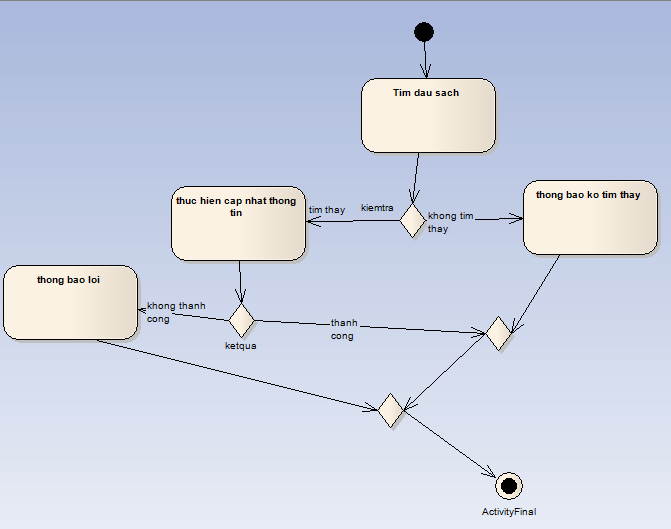 Tim dau sach
thuc hien cap nhat thong
tin
tim thay
kiemtra
khong tim
thay
thong bao ko tim thay
thong bao loi
khong thanh
cong
ketqua
thanh
cong
ActivityFinal